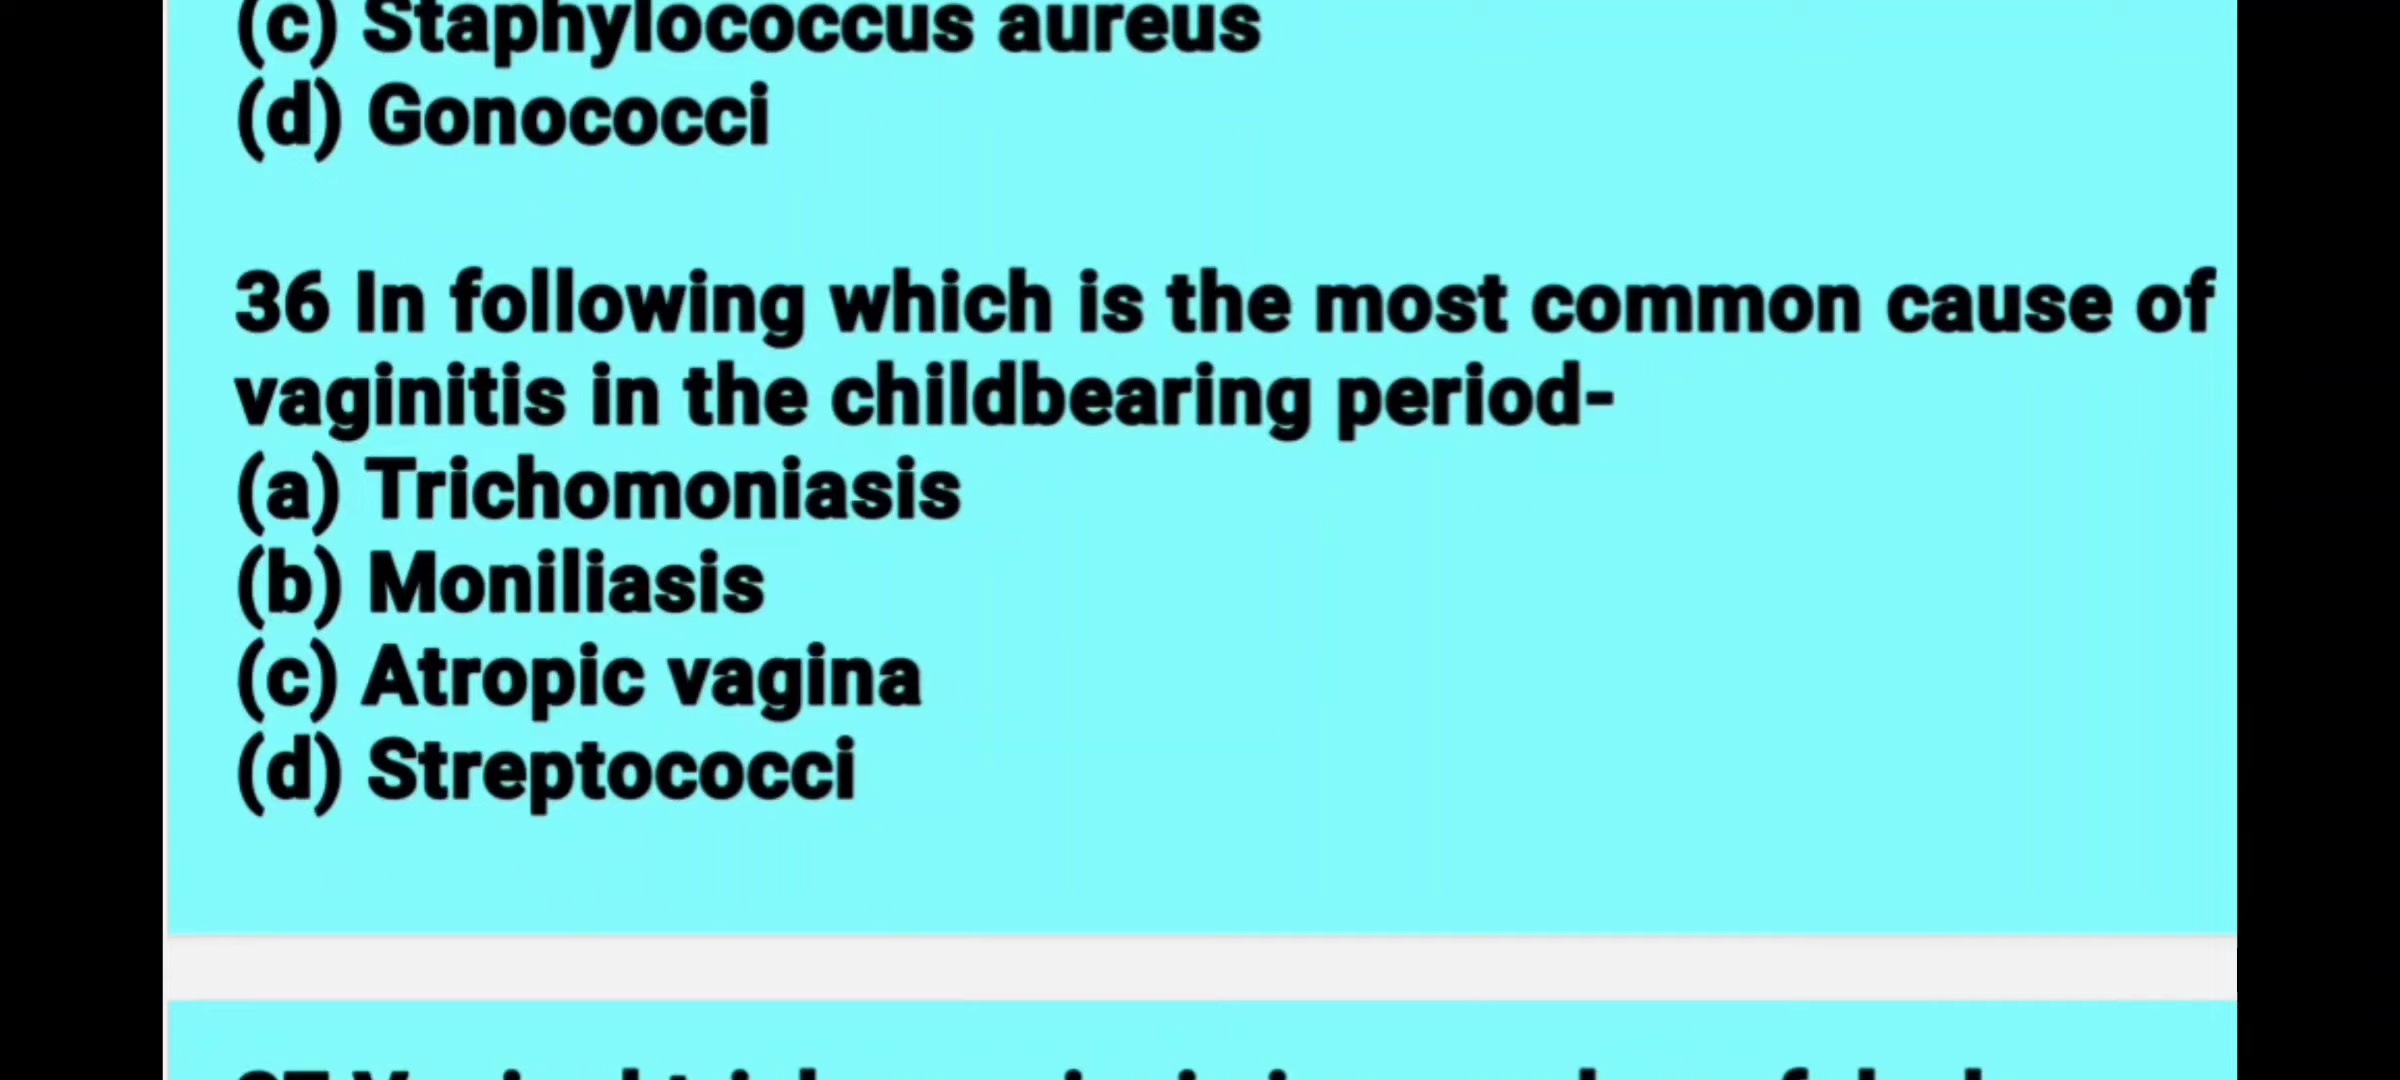 (c) Staphylococcus aureus
(d) Gonococci
36 In following which is the most common cause of
vaginitis in the childbearing period-
(a) Trichomoniasis
(b) Moniliasis
(c) Atropic vagina
(d) Streptococci